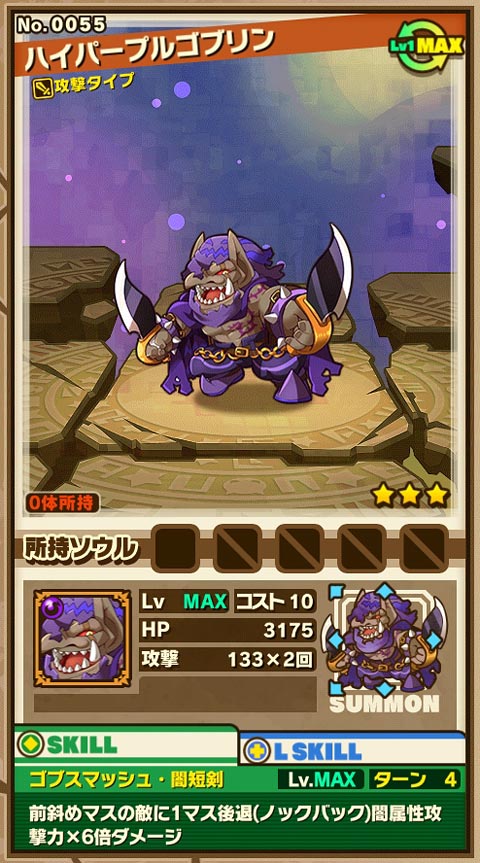 No.0055
ハイパープルゴブリン
Lv1 MAX
攻撃タイプ
0体所持
所持ソウル
Lv MAX コスト 10
HP 3175
攻撃 133×2回
SUMMON
SKILL
L SKILL
ゴブスマッシュ・闇短剣 Lv.MAX ターン 4
前斜めマスの敵に1マス後退(ノックバック)闇属性攻
撃力×6倍ダメージ